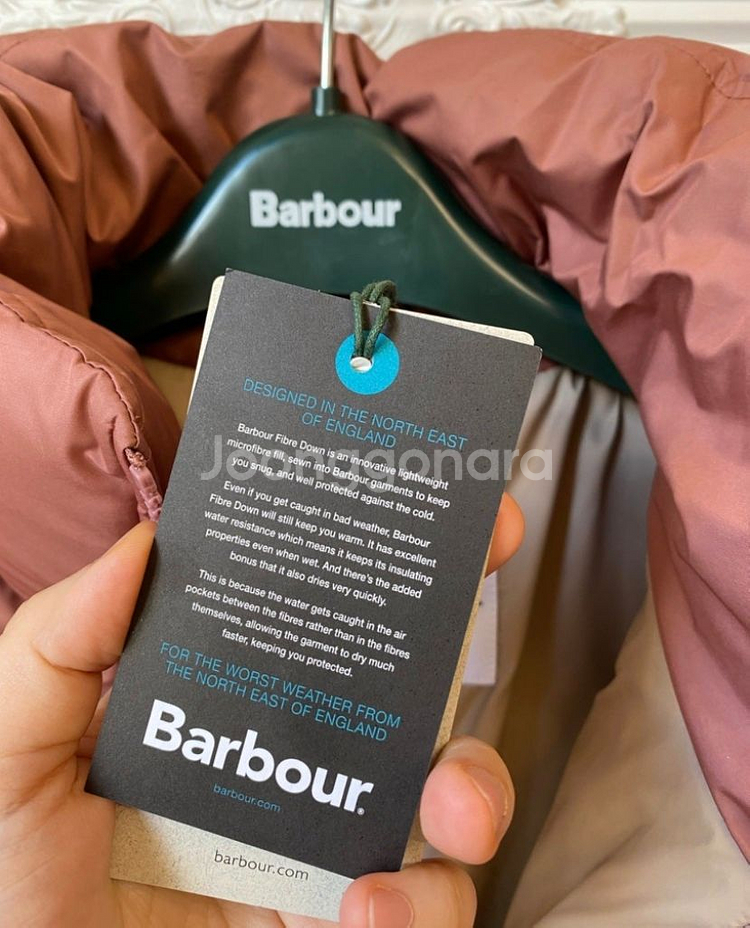 Barbour
DESIGNED IN THE NORTH EAST
OF ENGLAND
Barbour Fibre Down is an innovative lightweight
microfibre fill, sewn into Barbour garments to keep
you snug, and well protected against the cold.
Joonggonara
Even if you get caught in bad weather, Barbour
Fibre Down will still keep you warm. It has excellent
water resistance which means it keeps its insulating
properties even when wet. And there's the added
bonus that it also dries very quickly.
This is because the water gets caught in the air
pockets between the fibres rather than in the fibres
themselves, allowing the garment to dry much
faster, keeping you protected.
FOR THE WORST WEATHER FROM
THE NORTH EAST OF ENGLAND
Barbour®
barbour.com
barbour.com